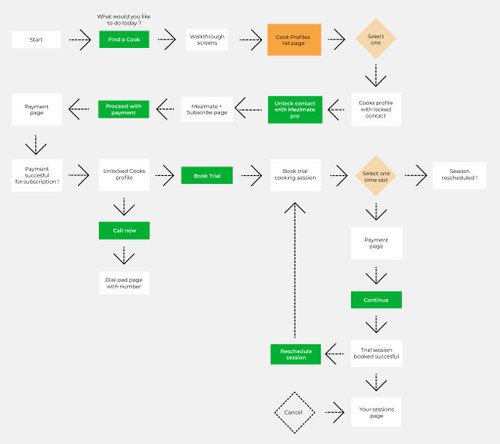 What would you like
to do today ?
Start
Find a Cook
Walkthrough
screens
Cook Profiles
list page
Select
one
Payment
page
Proceed with
payment
Mealmate +
Subscribe page
Unlock contact
with Mealmate
pro
Cooks profile
with locked
contact
Payment
succesful
for subscription !
Unlocked Cooks
profile
Book Trial
Book trial
cooking session
Select one
time slot
Session
rescheduled !
Call now
Payment
page
Dial-pad page
with number
Continue
Reschedule
session
Trial session
booked succesful
Cancel
Your sessions
page